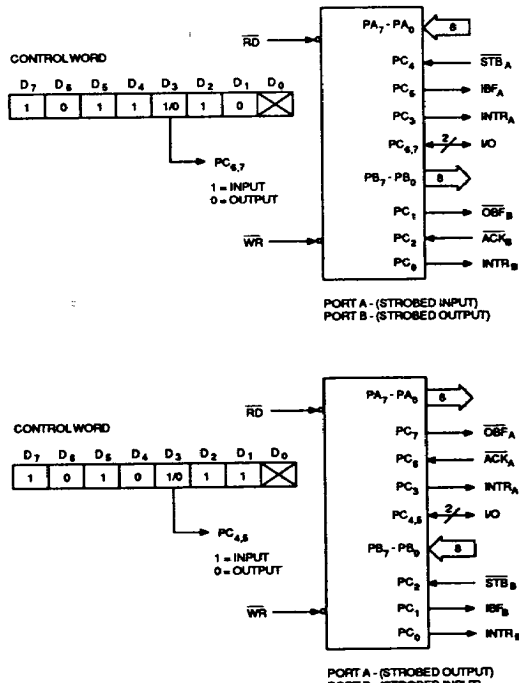 CONTROL WORD
D7 D6 D5 D4 D3 D2 D1 D0
1 0 1 1 1/0 1 0
PC6,7
1 = INPUT
0 = OUTPUT
RD
WR
PA7 - PA0 8
PC4 STBA
PC5 IBFA
PC3 INTRA
PC6,7 2 I/O
PB7 - PB0 8
PC1 OBFB
PC2 ACKB
PC0 INTRB
PORT A - (STROBED INPUT)
PORT B - (STROBED OUTPUT)
CONTROL WORD
D7 D6 D5 D4 D3 D2 D1 D0
1 0 1 0 1/0 1 1
PC4,5
1 = INPUT
0 = OUTPUT
RD
WR
PA7 - PA0 8
PC7 OBFA
PC6 ACKA
PC3 INTRA
PC4,5 2 I/O
PB7 - PB0 8
PC2 STBB
PC1 IBFB
PC0 INTRB
PORT A - (STROBED OUTPUT)
PORT B - (STROBED INPUT)